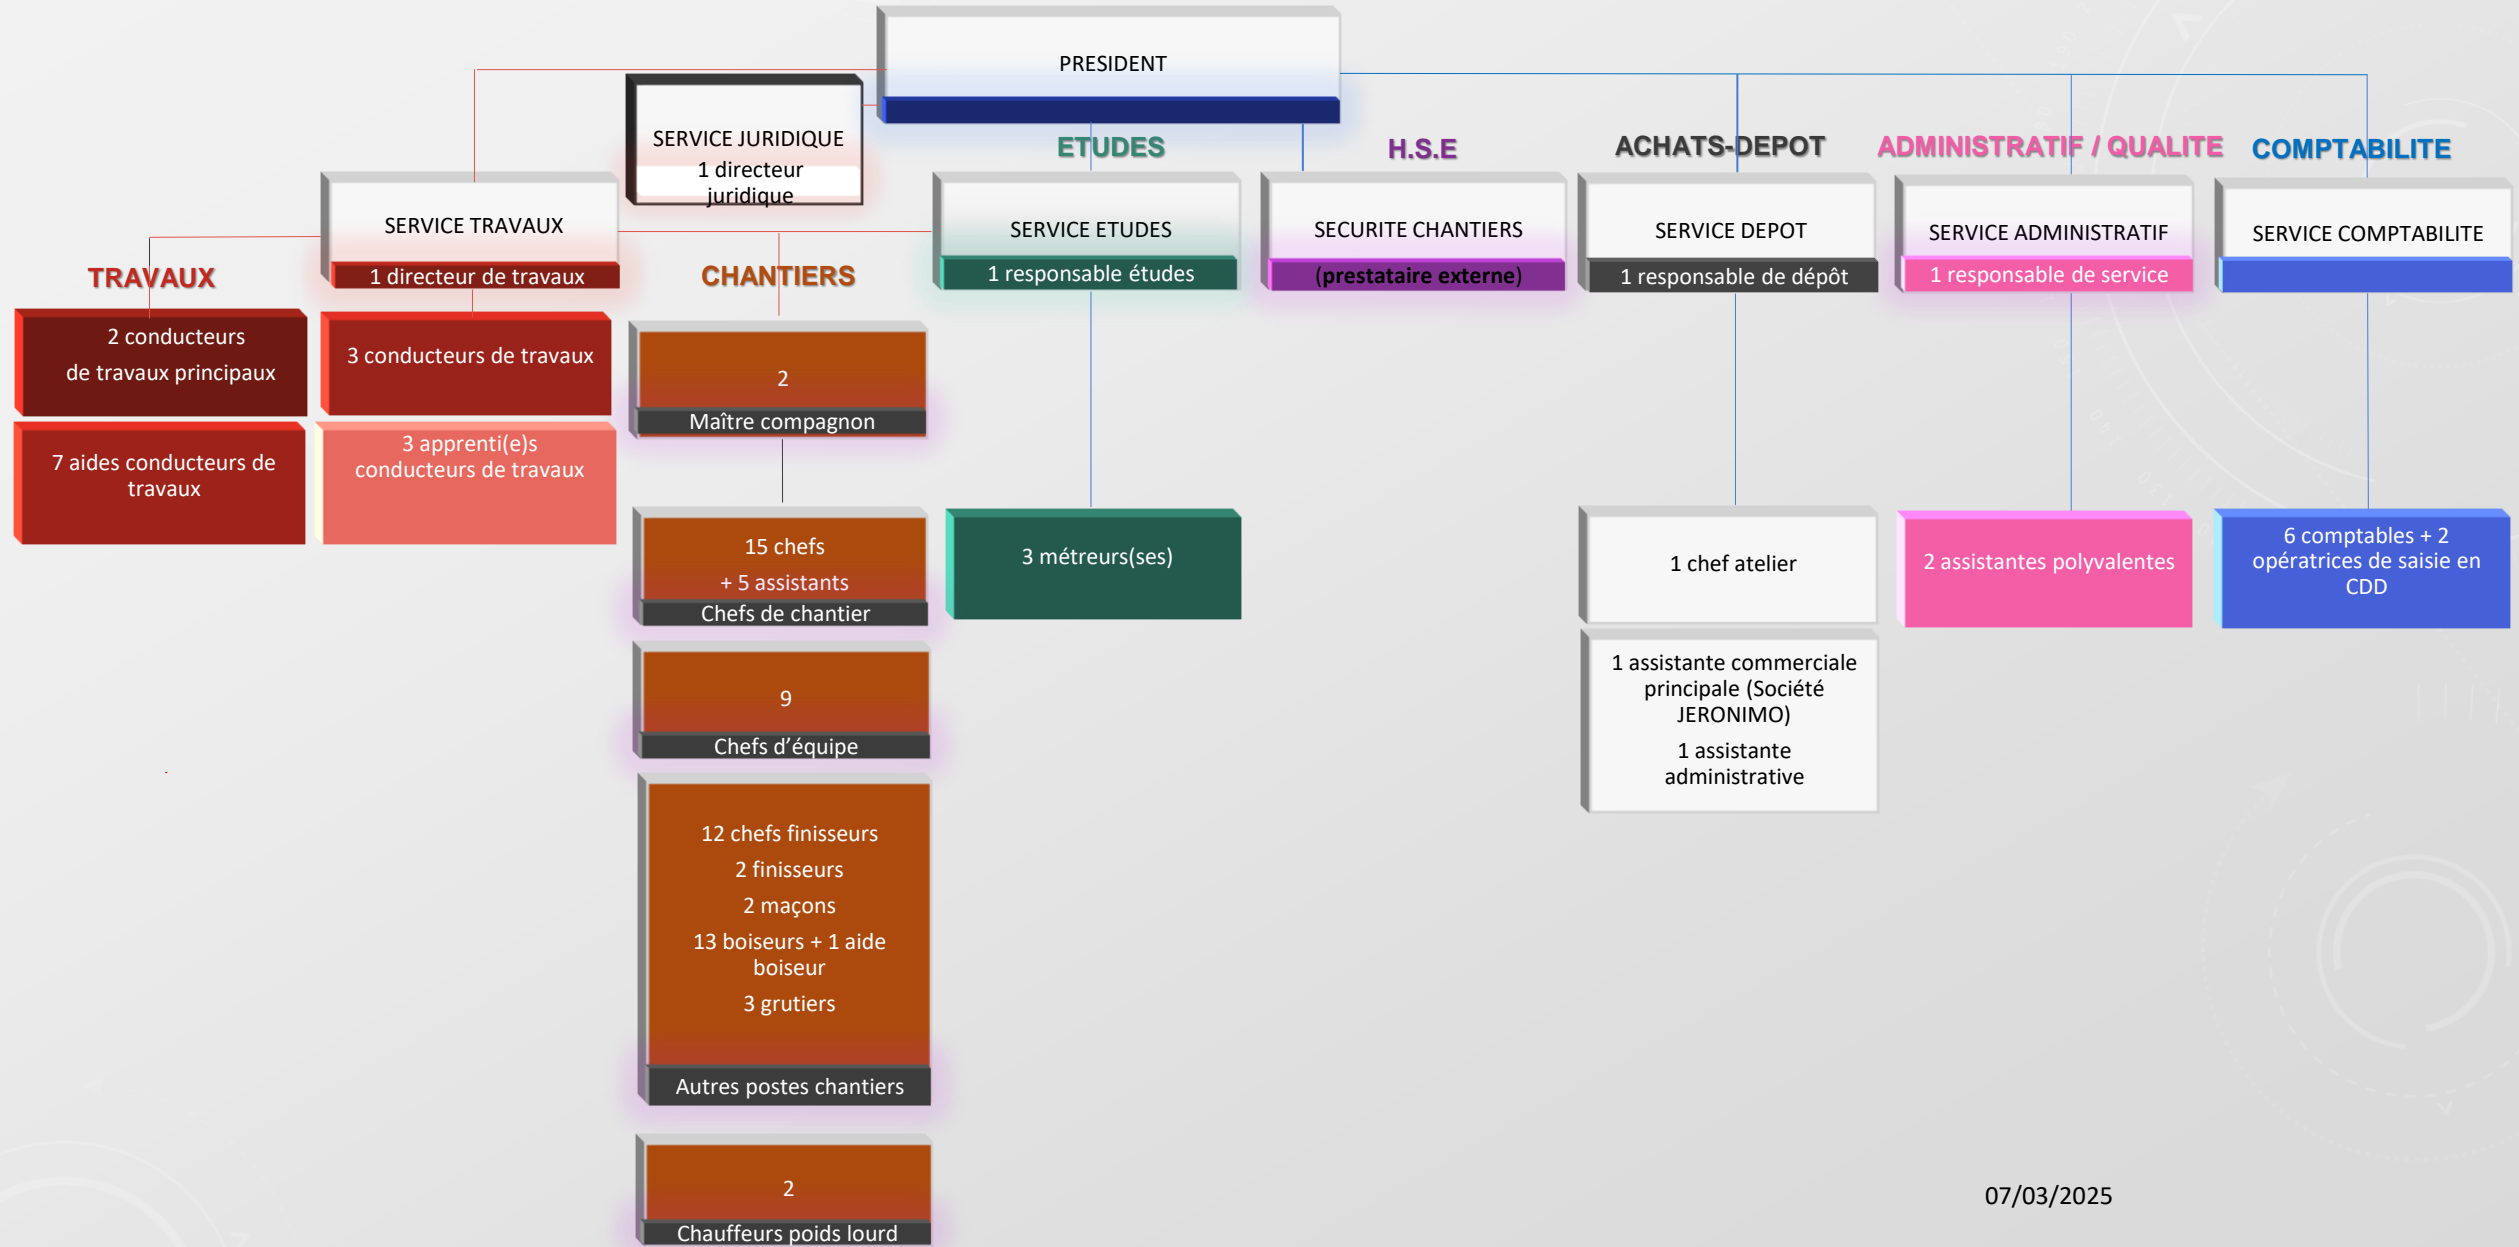 PRESIDENT
SERVICE JURIDIQUE
1 directeur
juridique
ETUDES
H.S.E
ACHATS-DEPOT
ADMINISTRATIF / QUALITE
COMPTABILITE
SERVICE TRAVAUX
1 directeur de travaux
SERVICE ETUDES
1 responsable études
SECURITE CHANTIERS
(prestataire externe)
SERVICE DEPOT
1 responsable de dépôt
SERVICE ADMINISTRATIF
1 responsable de service
SERVICE COMPTABILITE
TRAVAUX
CHANTIERS
2 conducteurs
de travaux principaux
3 conducteurs de travaux
7 aides conducteurs de
travaux
3 apprenti(e)s
conducteurs de travaux
2
Maître compagnon
15 chefs
+ 5 assistants
Chefs de chantier
9
Chefs d’équipe
12 chefs finisseurs
2 finisseurs
2 maçons
13 boiseurs + 1 aide
boiseur
3 grutiers
Autres postes chantiers
2
Chauffeurs poids lourd
3 métreurs(ses)
1 chef atelier
1 assistante commerciale
principale (Société
JERONIMO)
1 assistante
administrative
2 assistantes polyvalentes
6 comptables + 2
opératrices de saisie en
CDD
07/03/2025